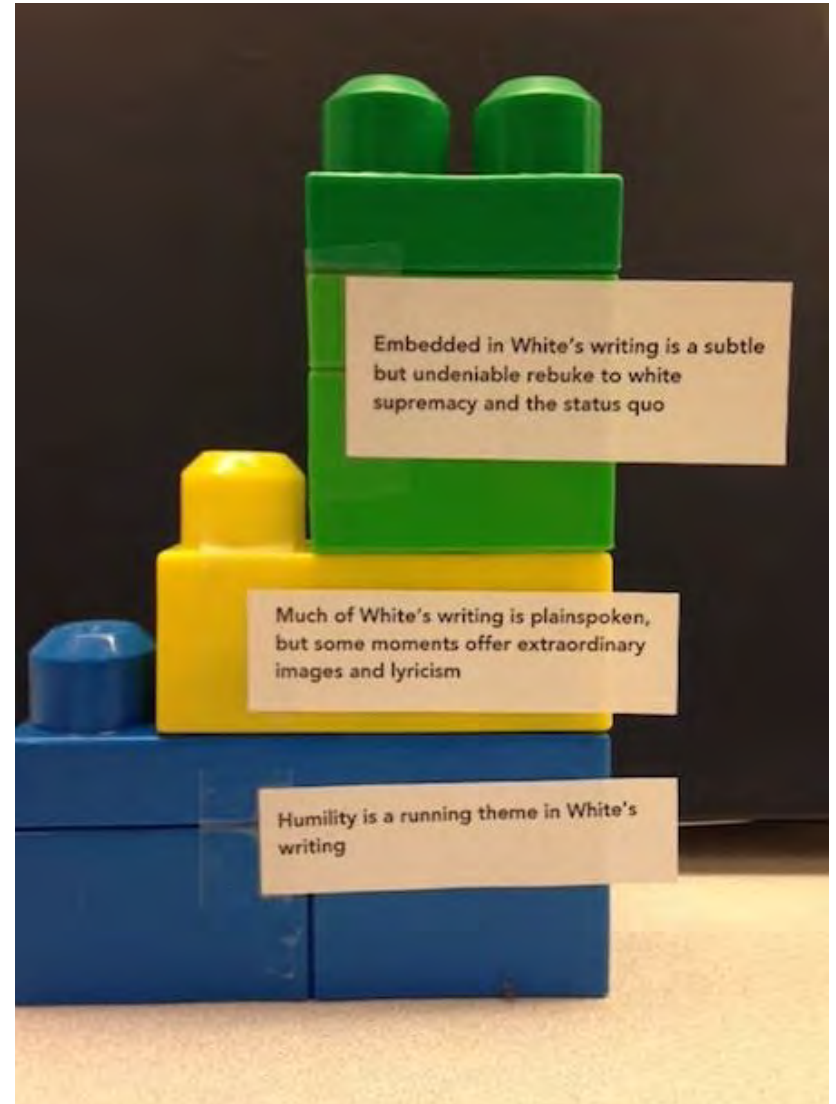 Embedded in White's writing is a subtle
but undeniable rebuke to white
supremacy and the status quo
Much of White's writing is plainspoken,
but some moments offer extraordinary
images and lyricism
Humility is a running theme in White's
writing